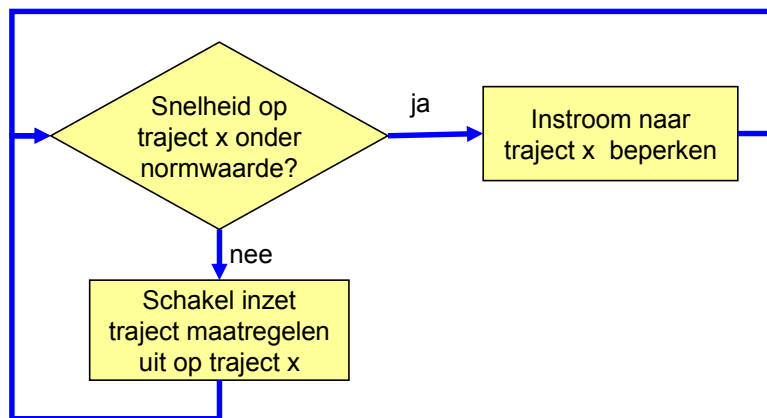 Snelheid op
traject x onder
normwaarde?
ja
Instroom naar
traject x beperken
nee
Schakel inzet
traject maatregelen
uit op traject x